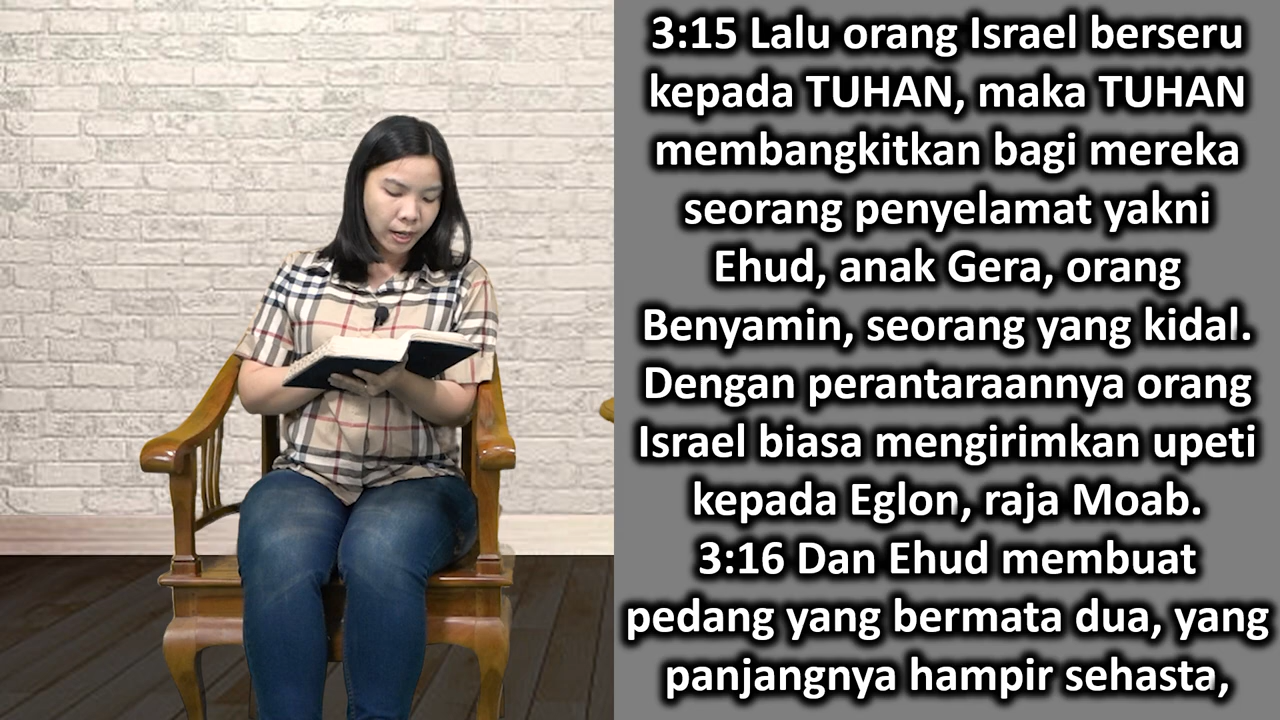 3:15 Lalu orang Israel berseru
kepada TUHAN, maka TUHAN
membangkitkan bagi mereka
seorang penyelamat yakni
Ehud, anak Gera, orang
Benyamin, seorang yang kidal.
Dengan perantaraannya orang
Israel biasa mengirimkan upeti
kepada Eglon, raja Moab.
3:16 Dan Ehud membuat
pedang yang bermata dua, yang
panjangnya hampir sehasta,